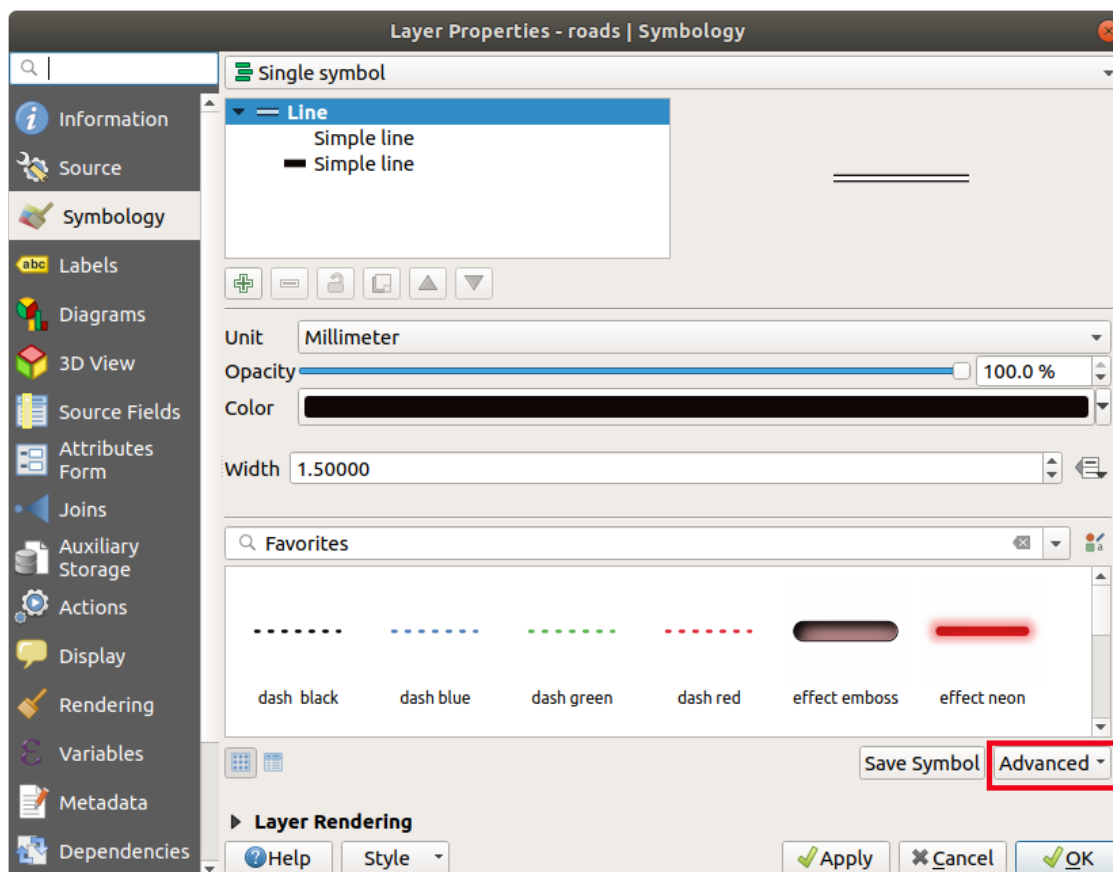 Layer Properties - roads | Symbology
Single symbol
Information
Source
Symbology
abc Labels
Diagrams
3D View
Source Fields
Attributes
Form
Joins
Auxiliary
Storage
Actions
Display
Rendering
Variables
Metadata
Dependencies
Line
Simple line
Simple line
Unit Millimeter
Opacity 100.0 %
Color
Width 1.50000
Favorites
dash black dash blue dash green dash red effect emboss effect neon
Save Symbol Advanced
Layer Rendering
Help Style Apply Cancel OK